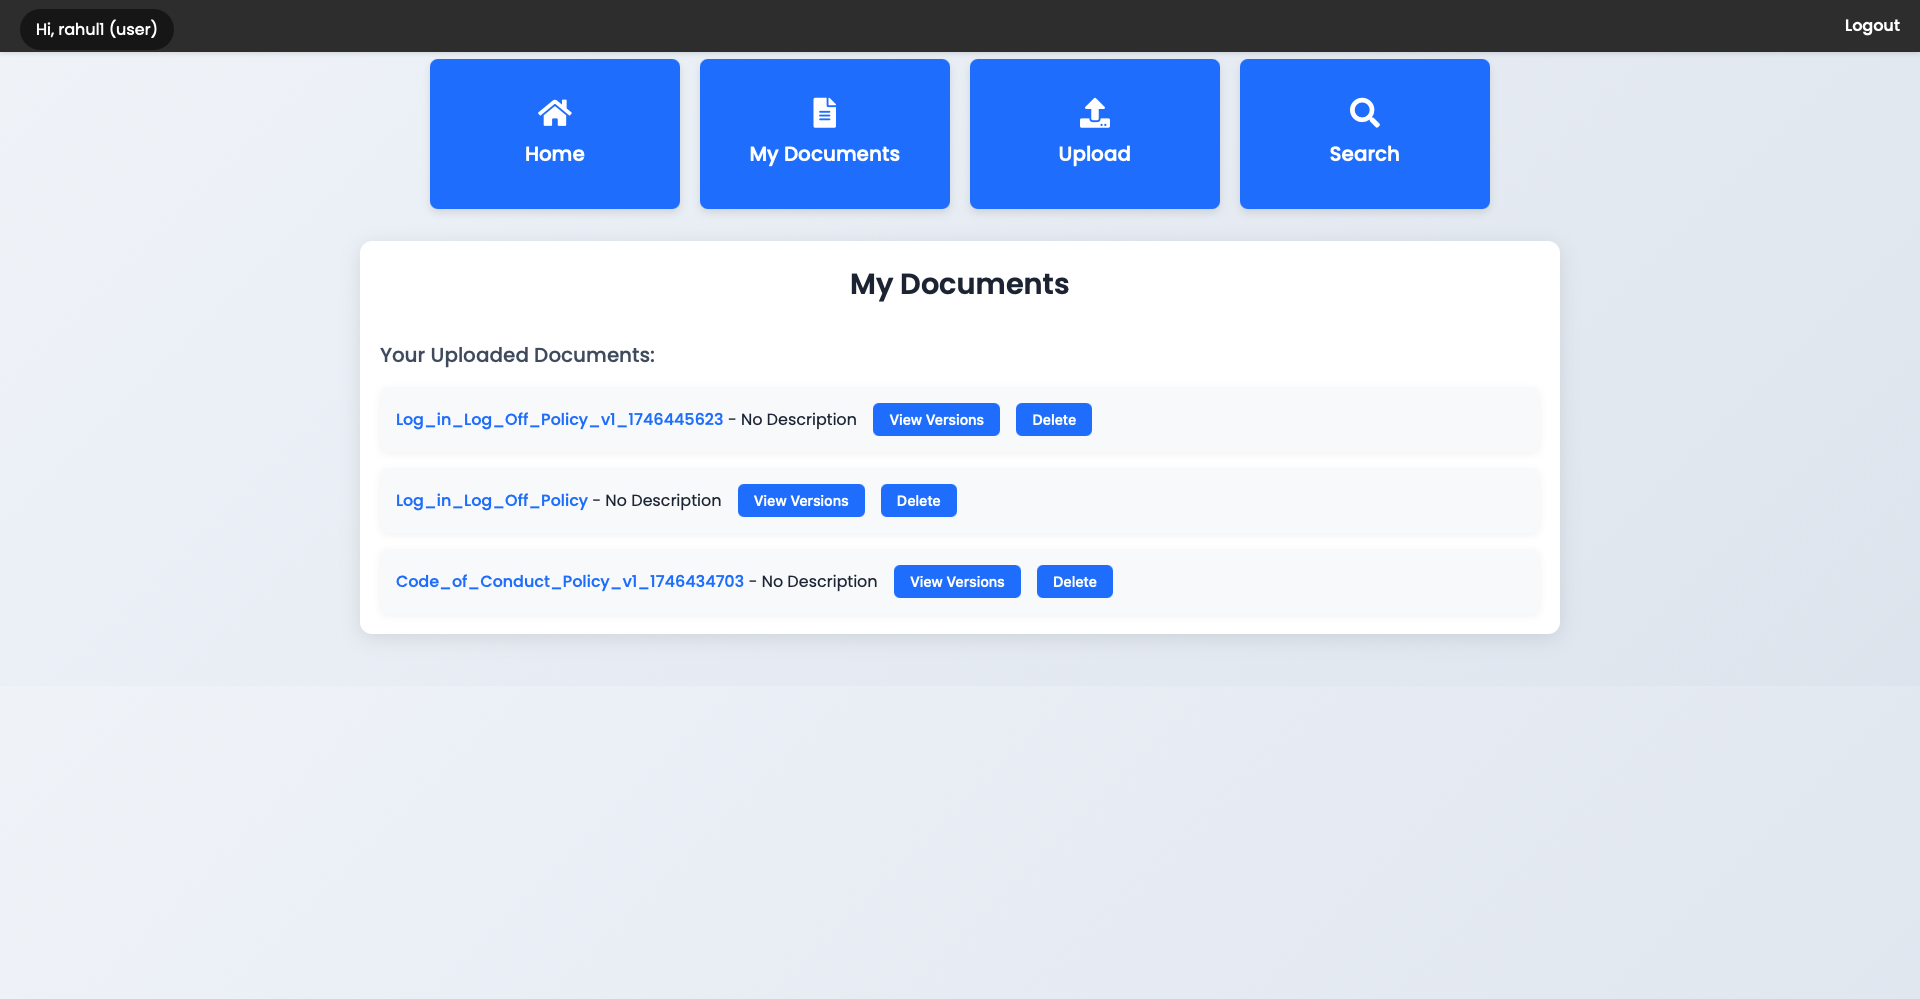 Hi, rahul1 (user)
Logout
Home
My Documents
Upload
Search
My Documents
Your Uploaded Documents:
Log_in_Log_Off_Policy_v1_1746445623 - No Description View Versions Delete
Log_in_Log_Off_Policy - No Description View Versions Delete
Code_of_Conduct_Policy_v1_1746434703 - No Description View Versions Delete